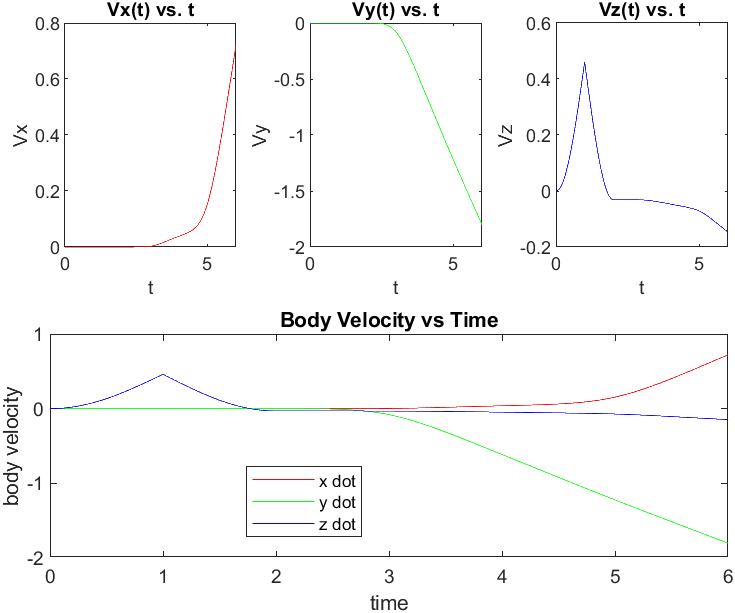 Vx(t) vs. t
Vy(t) vs. t
Vz(t) vs. t
0.8
0.6
0.4
0.2
0
Vx
0
5
t
0
-0.5
-1
-1.5
-2
Vy
0
5
t
0.6
0.4
0.2
0
-0.2
Vz
0
5
t
Body Velocity vs Time
1
0
-1
-2
body velocity
x dot
y dot
z dot
0
1
2
3
4
5
6
time